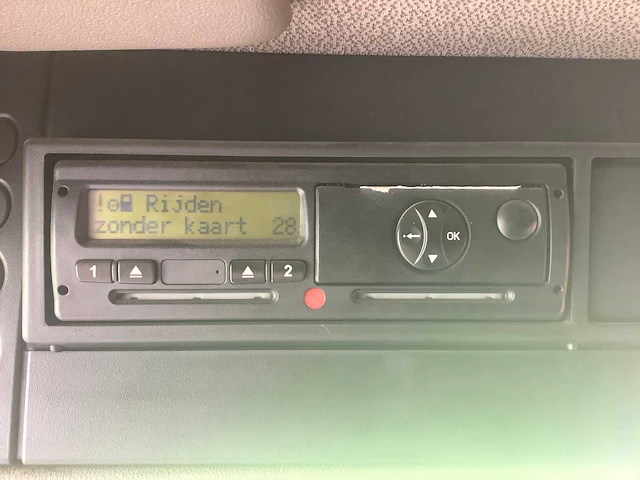 ! Rijden
zonder kaart 28
OK
1 2